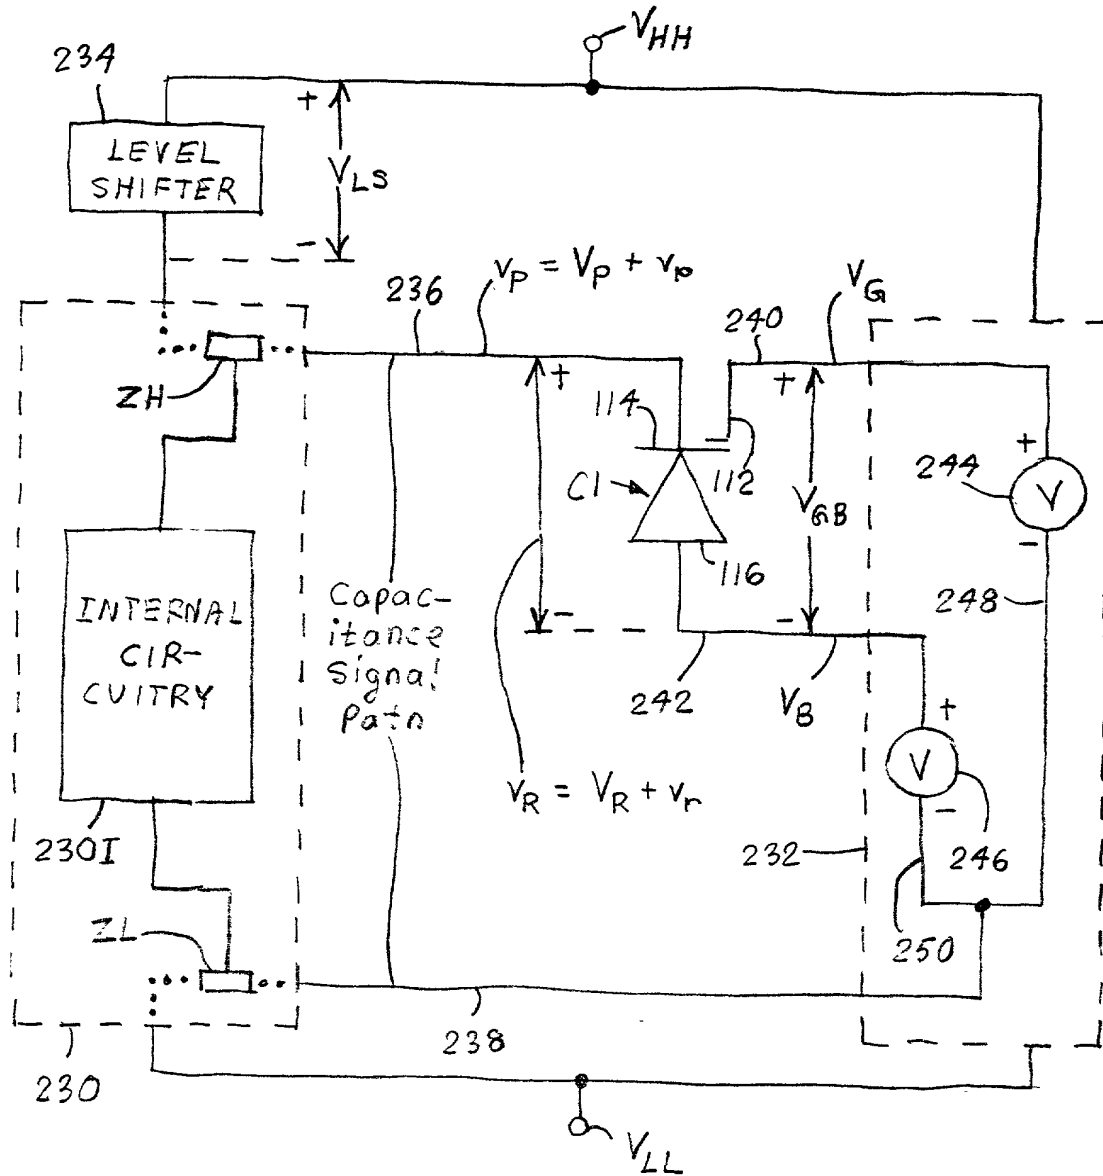 V_HH
234
LEVEL
SHIFTER
+
V_LS
-
v_P = V_P + v_p
236
V_G
240
ZH
+
+
114
112
+
244
V
-
C1
V_GB
116
248
INTERNAL
CIR-
CUITRY
Capac-
itance
Signal
Path
-
-
242
V_B
+
V
-
v_R = V_R + v_r
230I
232
246
ZL
250
238
230
V_LL